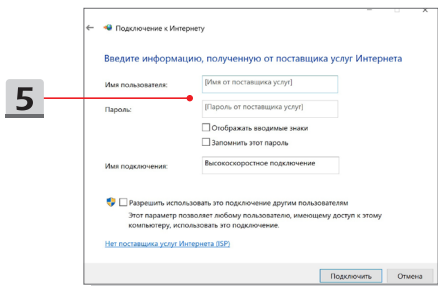 Подключение к Интернету
Введите информацию, полученную от поставщика услуг Интернета
Имя пользователя:
[Имя от поставщика услуг]
5
Пароль:
[Пароль от поставщика услуг]
Отображать вводимые знаки
Запомнить этот пароль
Имя подключения:
Высокоскоростное подключение
Разрешить использовать это подключение другим пользователям
Этот параметр позволяет любому пользователю, имеющему доступ к этому
компьютеру, использовать это подключение.
Нет поставщика услуг Интернета (ISP)
Подключить
Отмена